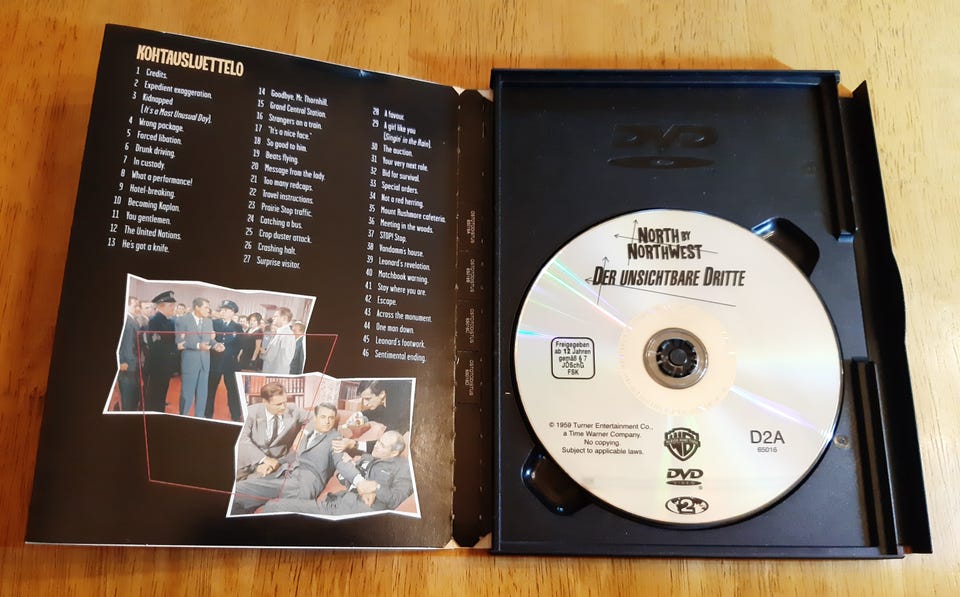 KOHTAUSLUETTELO
1 Credits.
2 Expedient exaggeration.
3 Kidnapped
(It's a Most Unusual Day).
4 Wrong package.
5 Forced libation.
6 Drunk driving.
7 In custody.
8 What a performance!
9 Hotel-breaking.
10 Becoming Kaplan.
11 You gentlemen.
12 The United Nations.
13 He's got a knife.
14 Goodbye, Mr. Thornhill.
15 Grand Central Station.
16 Strangers on a train.
17 "It's a nice face."
18 So good to him.
19 Beats flying.
20 Message from the lady.
21 Too many redcaps.
22 Travel instructions.
23 Prairie Stop traffic.
24 Catching a bus.
25 Crop duster attack.
26 Crashing halt.
27 Surprise visitor.
28 A favour.
29 A girl like you
(Singin' in the Rain).
30 The auction.
31 Your very next role.
32 Bid for survival.
33 Special orders.
34 Not a red herring.
35 Mount Rushmore cafeteria.
36 Meeting in the woods.
37 STOP! Stop.
38 Vandamm's house.
39 Leonard's revelation.
40 Matchbook warning.
41 Stay where you are.
42 Escape.
43 Across the monument.
44 One man down.
45 Leonard's footwork.
46 Sentimental ending.
DVD
NORTH BY
NORTHWEST
DER UNSICHTBARE DRITTE
Freigegeben
ab 12 Jahren
gemäß § 7
JÖSchG
FSK
© 1959 Turner Entertainment Co.,
a Time Warner Company.
No copying.
Subject to applicable laws.
WB
DVD
VIDEO
2
D2A
65016